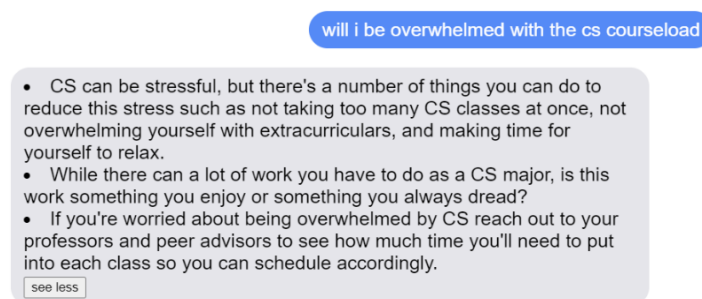 will i be overwhelmed with the cs courseload
• CS can be stressful, but there's a number of things you can do to
reduce this stress such as not taking too many CS classes at once, not
overwhelming yourself with extracurriculars, and making time for
yourself to relax.
• While there can a lot of work you have to do as a CS major, is this
work something you enjoy or something you always dread?
• If you're worried about being overwhelmed by CS reach out to your
professors and peer advisors to see how much time you'll need to put
into each class so you can schedule accordingly.
see less